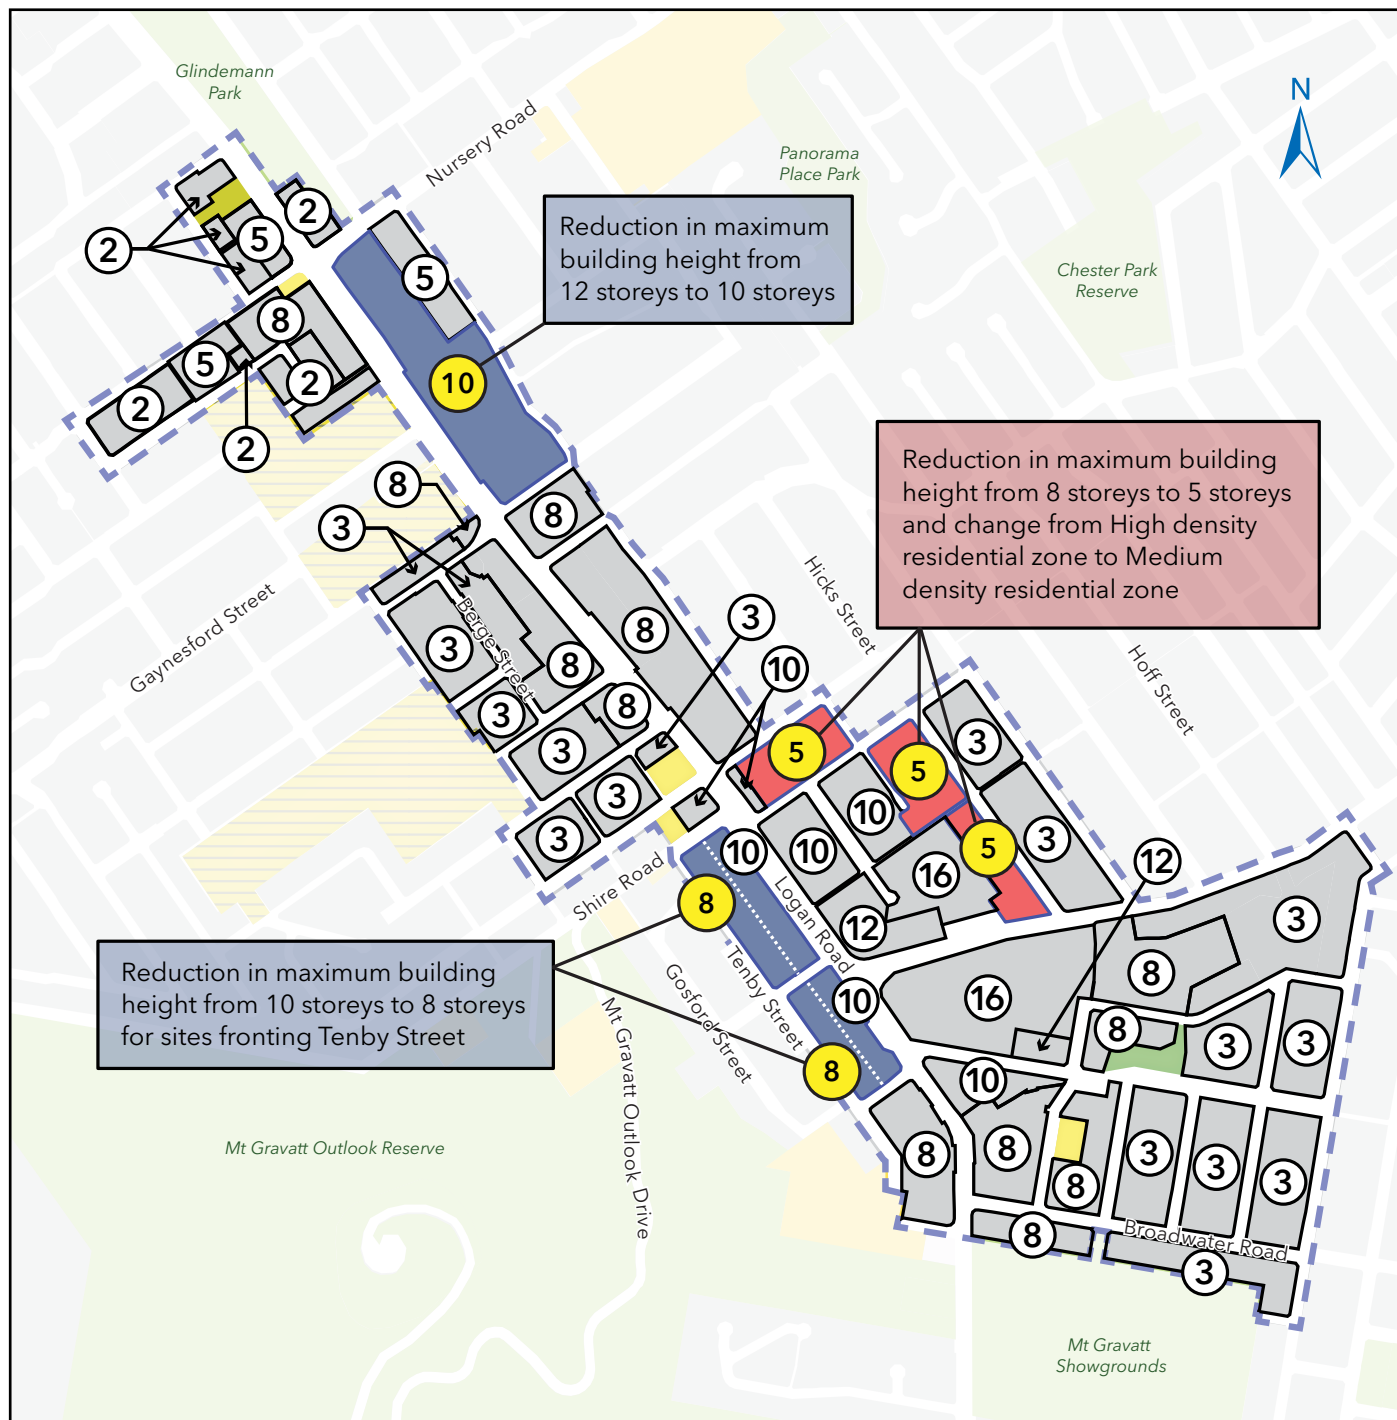 Glindemann
Park
N
Nursery Road
Panorama
Place Park
2
2
5
Reduction in maximum
building height from
12 storeys to 10 storeys
Chester Park
Reserve
5
8
5
2
2
10
2
Reduction in maximum building
height from 8 storeys to 5 storeys
and change from High density
residential zone to Medium
density residential zone
8
3
8
Hicks Street
Gaynesford Street
Berge Street
3
8
3
8
10
Hoff Street
8
3
3
5
3
5
3
10
3
10
10
5
3
16
12
Shire Road
8
Logan Road
12
3
Reduction in maximum building
height from 10 storeys to 8 storeys
for sites fronting Tenby Street
Tenby Street
Gosford Street
Mt Gravatt Outlook Drive
8
16
10
8
3
3
8
10
Mt Gravatt Outlook Reserve
8
8
8
3
3
3
8
Broadwater Road
3
Mt Gravatt
Showgrounds